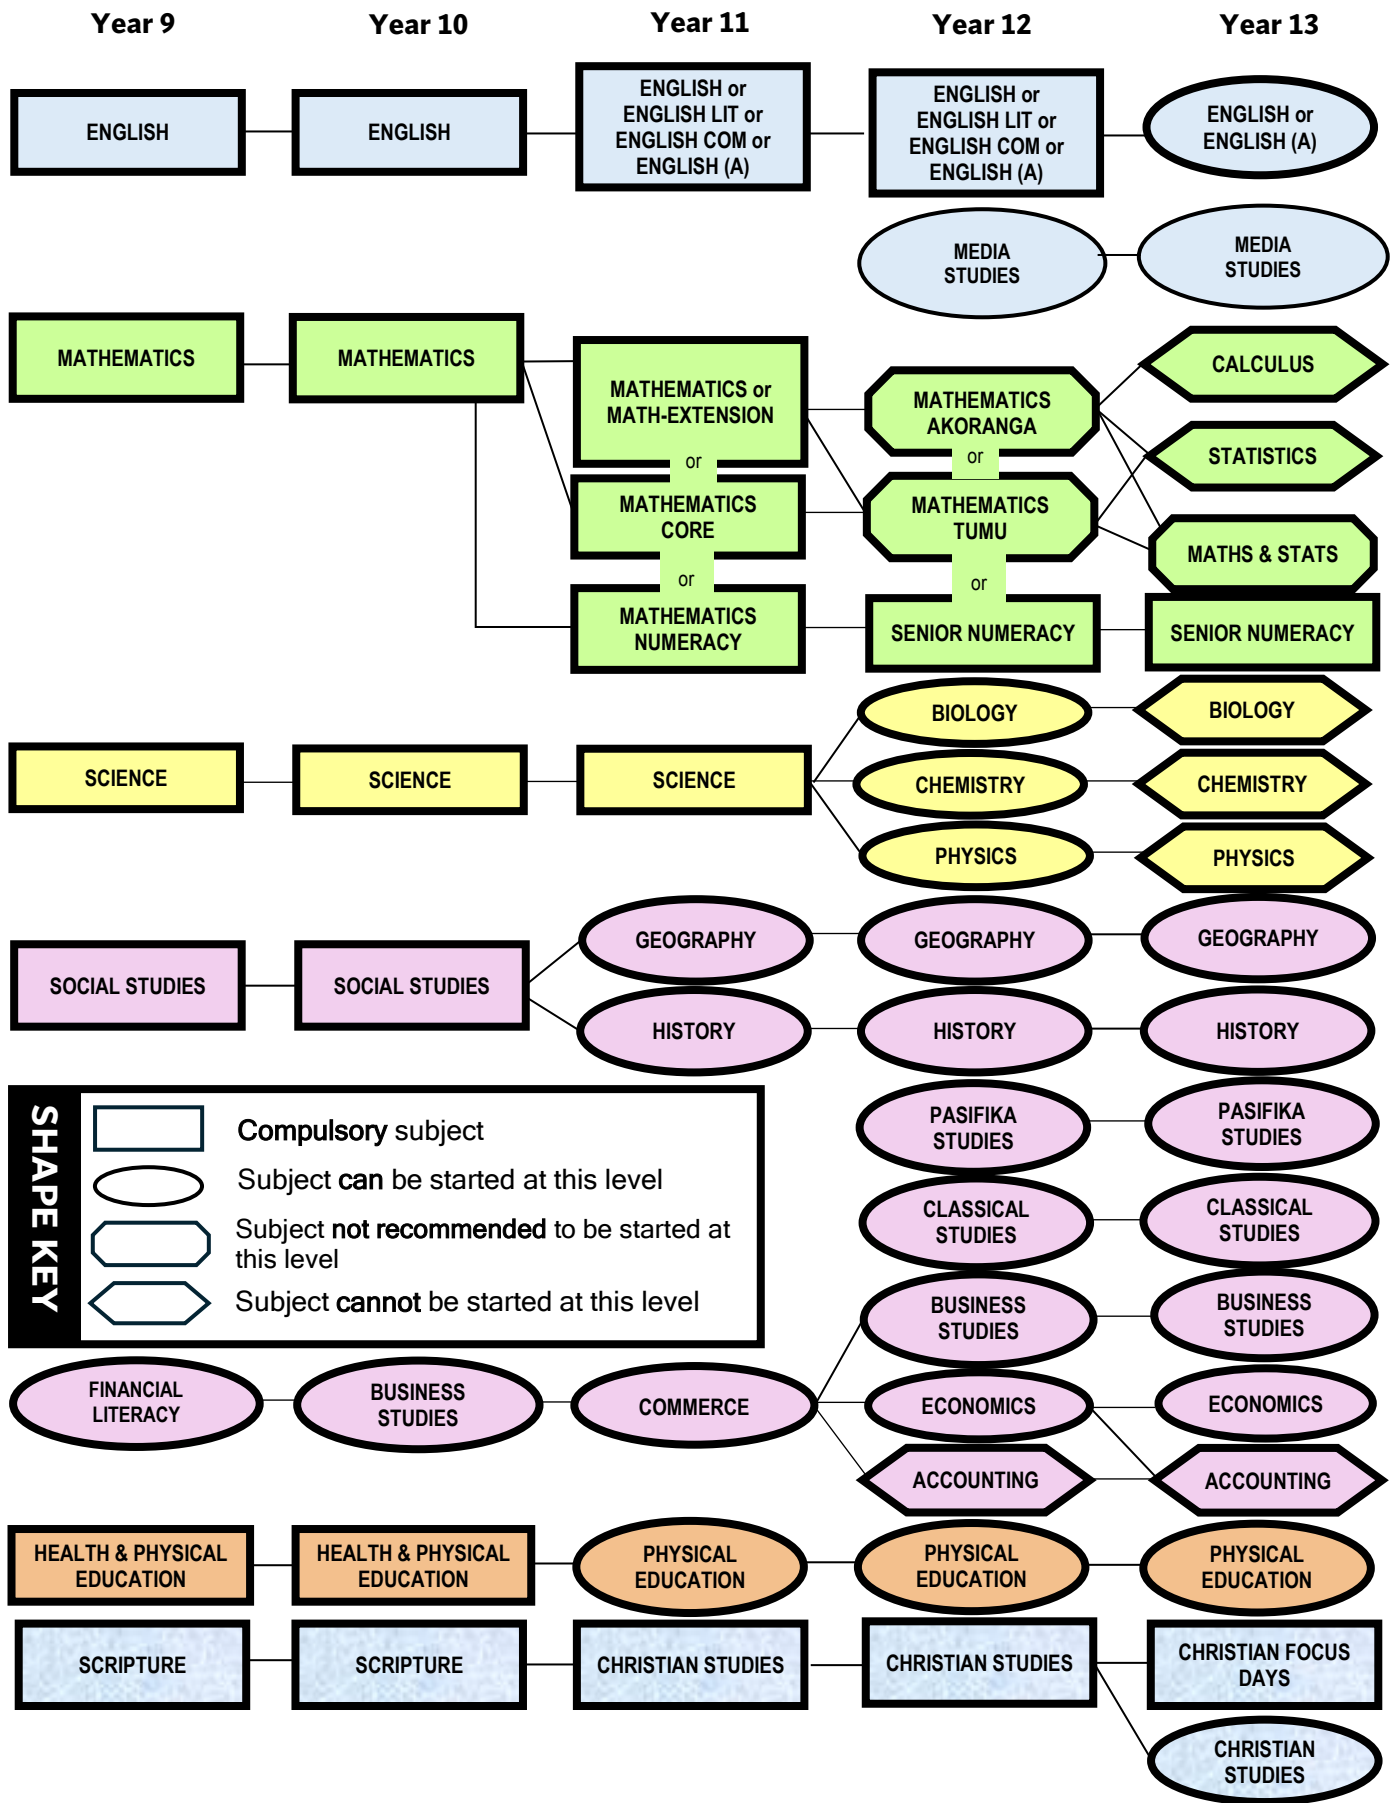 Year 9
Year 10
Year 11
Year 12
Year 13
ENGLISH
ENGLISH
ENGLISH or
ENGLISH LIT or
ENGLISH COM or
ENGLISH (A)
ENGLISH or
ENGLISH LIT or
ENGLISH COM or
ENGLISH (A)
ENGLISH or
ENGLISH (A)
MEDIA
STUDIES
MEDIA
STUDIES
MATHEMATICS
MATHEMATICS
MATHEMATICS or
MATH-EXTENSION
or
MATHEMATICS
CORE
or
MATHEMATICS
NUMERACY
MATHEMATICS
AKORANGA
or
MATHEMATICS
TUMU
or
SENIOR NUMERACY
CALCULUS
STATISTICS
MATHS & STATS
SENIOR NUMERACY
SCIENCE
SCIENCE
SCIENCE
BIOLOGY
BIOLOGY
CHEMISTRY
CHEMISTRY
PHYSICS
PHYSICS
SOCIAL STUDIES
SOCIAL STUDIES
GEOGRAPHY
GEOGRAPHY
GEOGRAPHY
HISTORY
HISTORY
HISTORY
PASIFIKA
STUDIES
PASIFIKA
STUDIES
CLASSICAL
STUDIES
CLASSICAL
STUDIES
SHAPE KEY
Compulsory subject
Subject can be started at this level
Subject not recommended to be started at
this level
Subject cannot be started at this level
BUSINESS
STUDIES
BUSINESS
STUDIES
FINANCIAL
LITERACY
BUSINESS
STUDIES
COMMERCE
ECONOMICS
ECONOMICS
ACCOUNTING
ACCOUNTING
HEALTH & PHYSICAL
EDUCATION
HEALTH & PHYSICAL
EDUCATION
PHYSICAL
EDUCATION
PHYSICAL
EDUCATION
PHYSICAL
EDUCATION
SCRIPTURE
SCRIPTURE
CHRISTIAN STUDIES
CHRISTIAN STUDIES
CHRISTIAN FOCUS
DAYS
CHRISTIAN
STUDIES